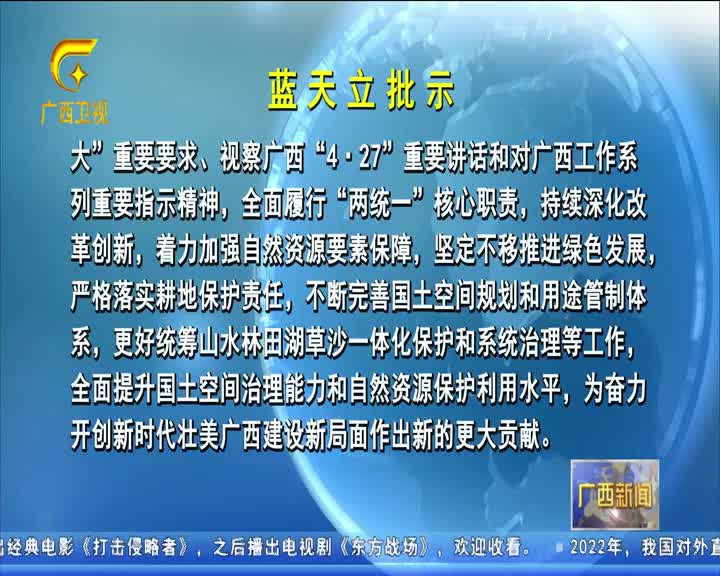 广西卫视
蓝天立批示
大”重要要求、视察广西“4·27”重要讲话和对广西工作系
列重要指示精神，全面履行“两统一”核心职责，持续深化改
革创新，着力加强自然资源要素保障，坚定不移推进绿色发展，
严格落实耕地保护责任，不断完善国土空间规划和用途管制体
系，更好统筹山水林田湖草沙一体化保护和系统治理等工作，
全面提升国土空间治理能力和自然资源保护利用水平，为奋力
开创新时代壮美广西建设新局面作出新的更大贡献。
广西新闻
出经典电影《打击侵略者》，之后播出电视剧《东方战场》，欢迎收看。 ■ 2022年，我国对外直